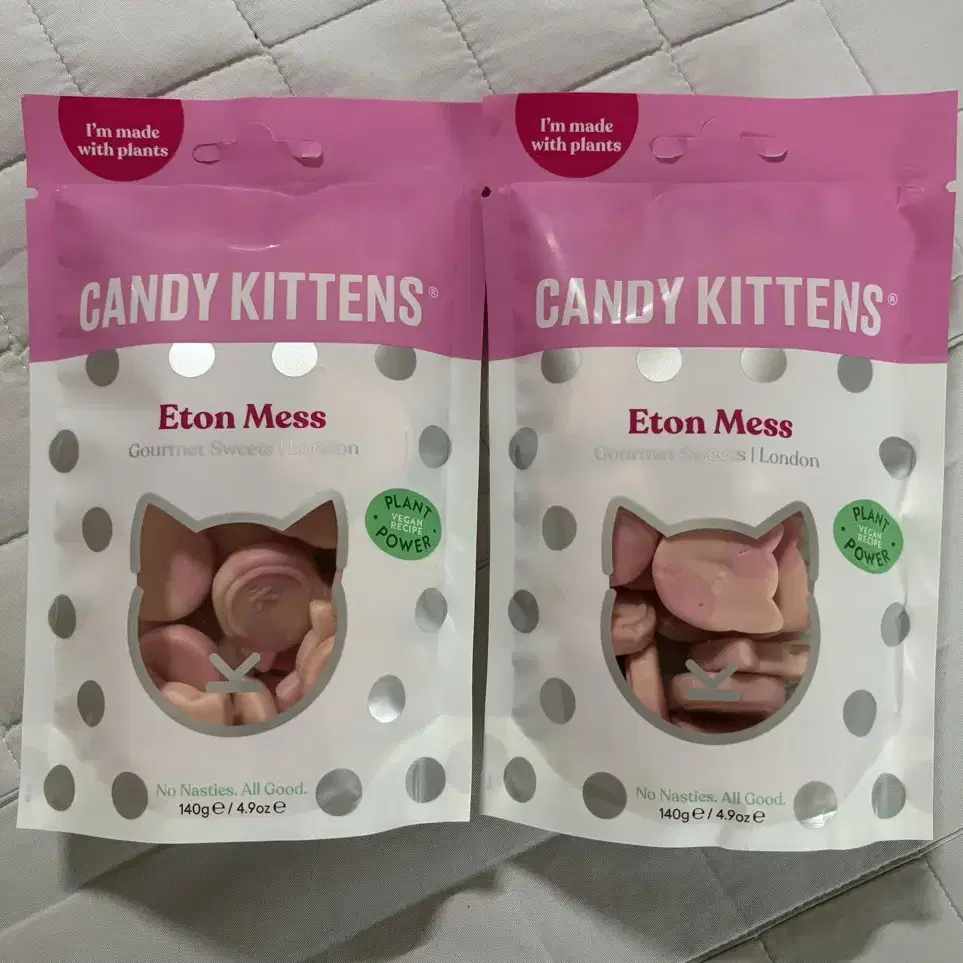 I'm made
with plants
CANDY KITTENS®
Eton Mess
Gourmet Sweets | London
PLANT
VEGAN
RECIPE
POWER
No Nasties. All Good.
140g ℮ / 4.9oz ℮
I'm made
with plants
CANDY KITTENS®
Eton Mess
Gourmet Sweets | London
PLANT
VEGAN
RECIPE
POWER
No Nasties. All Good.
140g ℮ / 4.9oz ℮